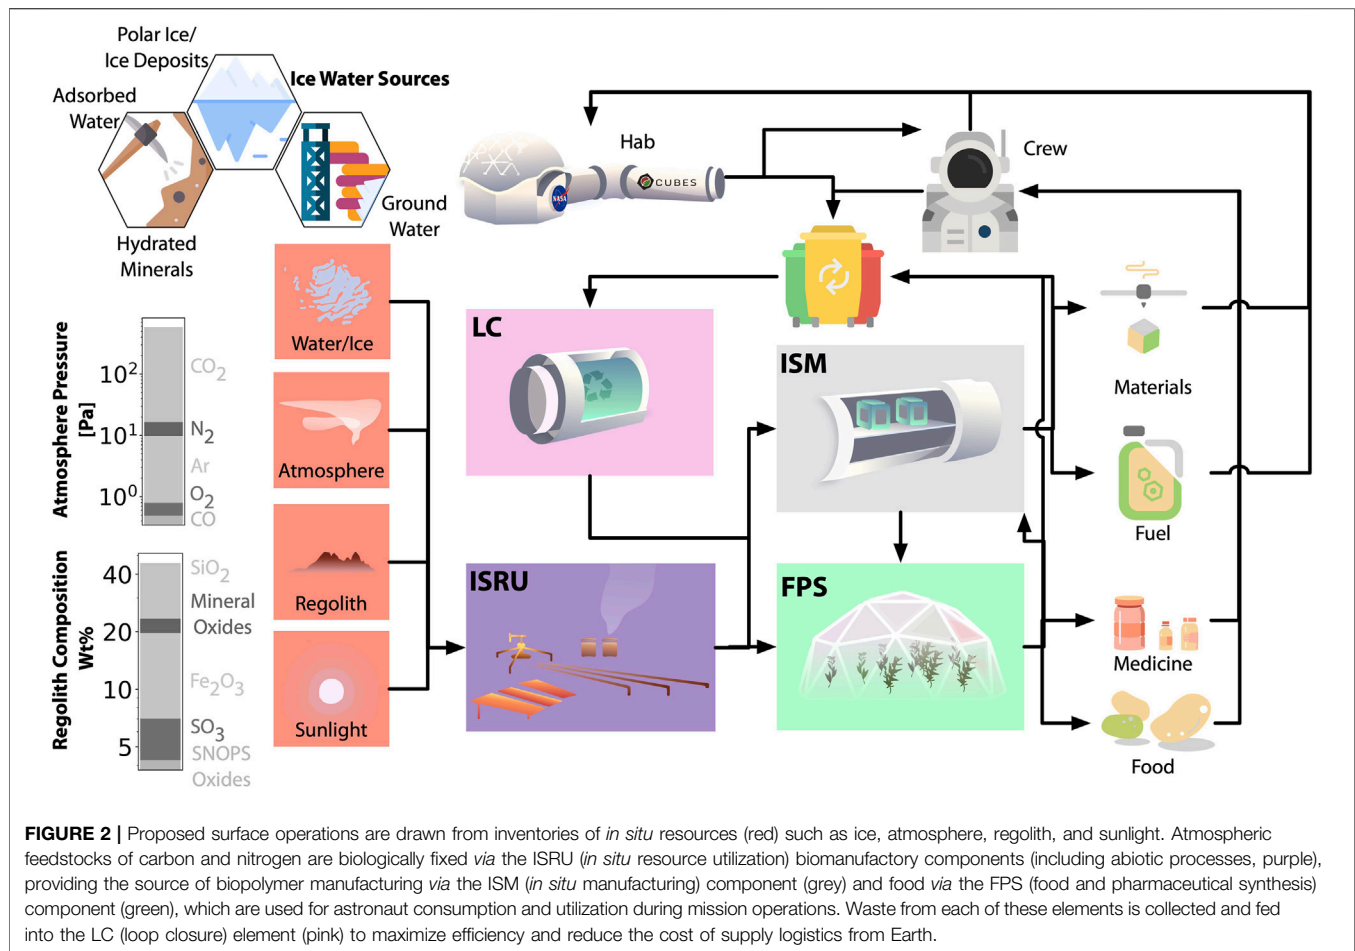 Polar Ice/
Ice Deposits
Ice Water Sources
Adsorbed
Water
Hydrated
Minerals
Ground
Water
Hab
NASA
CUBES
Crew
Water/Ice
Atmosphere
Regolith
Sunlight
Atmosphere Pressure
[Pa]
10²
10¹
10⁰
CO₂
N₂
Ar
O₂
CO
Regolith Composition
Wt%
40
20
10
5
SiO₂
Mineral
Oxides
Fe₂O₃
SO₃
SNOPS
Oxides
LC
ISM
ISRU
FPS
Materials
Fuel
Medicine
Food
FIGURE 2 | Proposed surface operations are drawn from inventories of in situ resources (red) such as ice, atmosphere, regolith, and sunlight. Atmospheric
feedstocks of carbon and nitrogen are biologically fixed via the ISRU (in situ resource utilization) biomanufactory components (including abiotic processes, purple),
providing the source of biopolymer manufacturing via the ISM (in situ manufacturing) component (grey) and food via the FPS (food and pharmaceutical synthesis)
component (green), which are used for astronaut consumption and utilization during mission operations. Waste from each of these elements is collected and fed
into the LC (loop closure) element (pink) to maximize efficiency and reduce the cost of supply logistics from Earth.